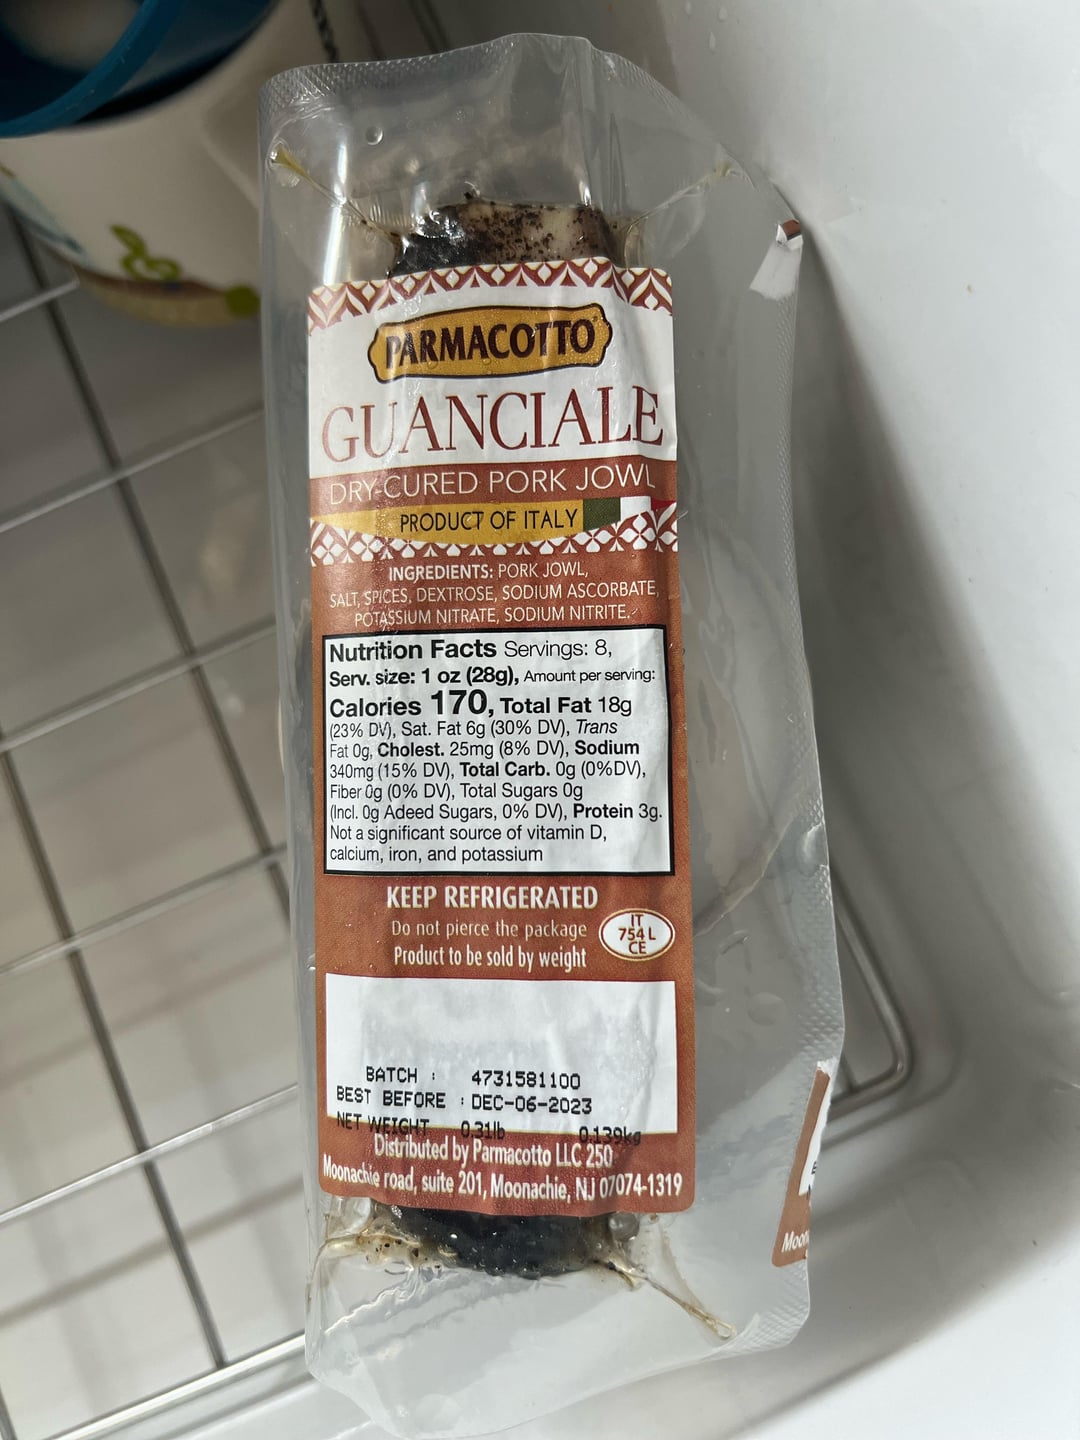 PARMACOTTO
GUANCIALE
DRY-CURED PORK JOWL
PRODUCT OF ITALY
INGREDIENTS: PORK JOWL,
SALT, SPICES, DEXTROSE, SODIUM ASCORBATE,
POTASSIUM NITRATE, SODIUM NITRITE.
Nutrition Facts Servings: 8,
Serv. size: 1 oz (28g), Amount per serving:
Calories 170, Total Fat 18g
(23% DV), Sat. Fat 6g (30% DV), Trans
Fat 0g, Cholest. 25mg (8% DV), Sodium
340mg (15% DV), Total Carb. 0g (0%DV),
Fiber 0g (0% DV), Total Sugars 0g
(Incl. 0g Adeed Sugars, 0% DV), Protein 3g.
Not a significant source of vitamin D,
calcium, iron, and potassium
KEEP REFRIGERATED
Do not pierce the package
Product to be sold by weight
IT
754 L
CE
BATCH : 4731581100
BEST BEFORE : DEC-06-2023
NET WEIGHT 0.31lb 0.139kg
Distributed by Parmacotto LLC 250
Moonachie road, suite 201, Moonachie, NJ 07074-1319